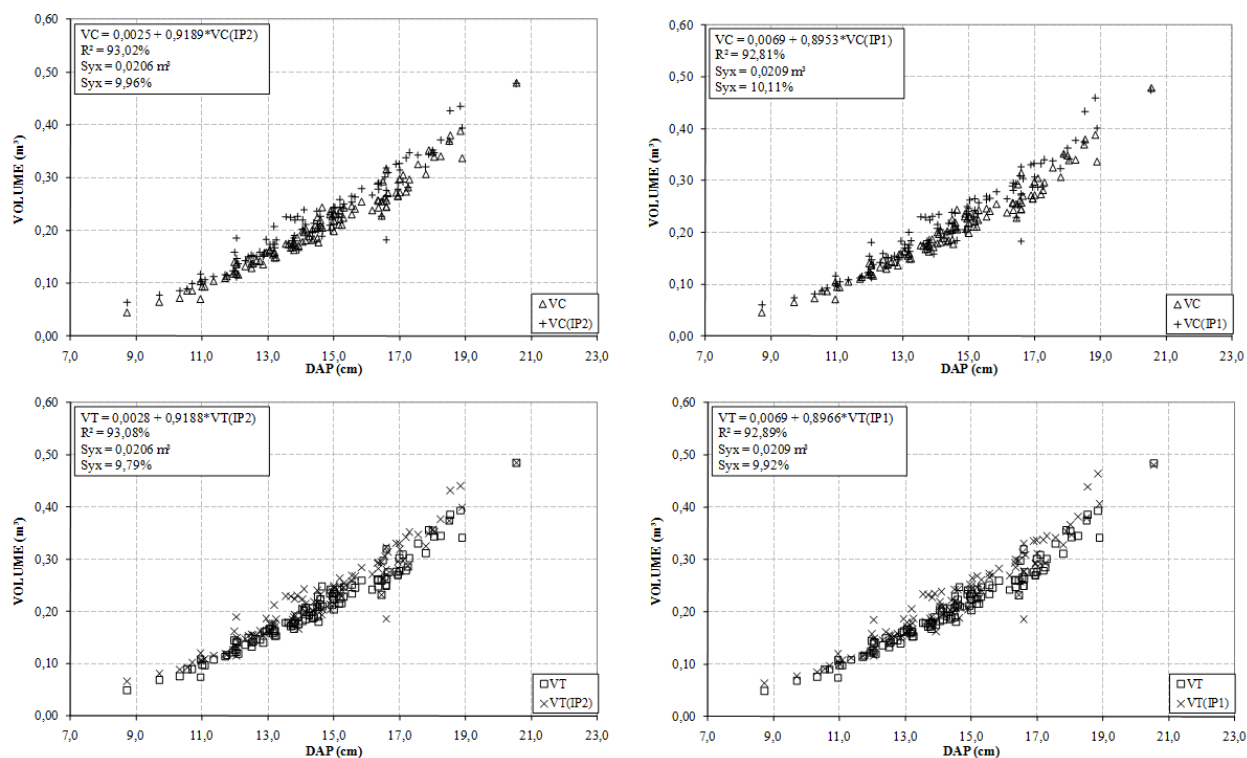 VC = 0,0025 + 0,9189*VC(IP2)
R² = 93,02%
Syx = 0,0206 m³
Syx = 9,96%
0,60
0,50
0,40
0,30
0,20
0,10
0,00
VOLUME (m³)
VC
VC(IP2)
7,0 9,0 11,0 13,0 15,0 17,0 19,0 21,0 23,0
DAP (cm)
VC = 0,0069 + 0,8953*VC(IP1)
R² = 92,81%
Syx = 0,0209 m³
Syx = 10,11%
0,60
0,50
0,40
0,30
0,20
0,10
0,00
VOLUME (m³)
VC
VC(IP1)
7,0 9,0 11,0 13,0 15,0 17,0 19,0 21,0 23,0
DAP (cm)
VT = 0,0028 + 0,9188*VT(IP2)
R² = 93,08%
Syx = 0,0206 m³
Syx = 9,79%
0,60
0,50
0,40
0,30
0,20
0,10
0,00
VOLUME (m³)
VT
VT(IP2)
7,0 9,0 11,0 13,0 15,0 17,0 19,0 21,0 23,0
DAP (cm)
VT = 0,0069 + 0,8966*VT(IP1)
R² = 92,89%
Syx = 0,0209 m³
Syx = 9,92%
0,60
0,50
0,40
0,30
0,20
0,10
0,00
VOLUME (m³)
VT
VT(IP1)
7,0 9,0 11,0 13,0 15,0 17,0 19,0 21,0 23,0
DAP (cm)